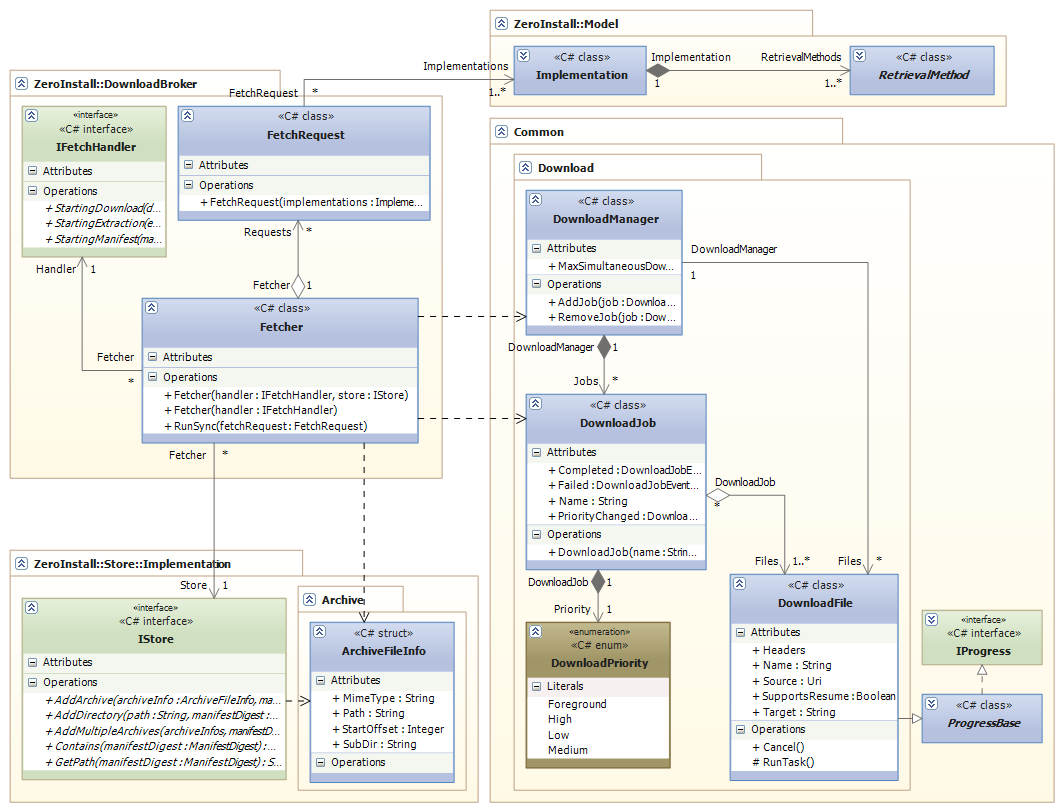 ZeroInstall::Model
«C# class»
Implementation
Implementation
1
RetrievalMethods
1..*
«C# class»
RetrievalMethod
Implementations
1..*
FetchRequest
*
ZeroInstall::DownloadBroker
«interface»
«C# interface»
IFetchHandler
Attributes
Operations
+ StartingDownload(d...
+ StartingExtraction(e...
+ StartingManifest(ma...
«C# class»
FetchRequest
Attributes
Operations
+ FetchRequest(implementations : Impleme...
Requests
*
Fetcher
1
Handler
1
Fetcher
*
«C# class»
Fetcher
Attributes
Operations
+ Fetcher(handler : IFetchHandler, store : IStore)
+ Fetcher(handler : IFetchHandler)
+ RunSync(fetchRequest : FetchRequest)
Fetcher
*
Store
1
ZeroInstall::Store::Implementation
«interface»
«C# interface»
IStore
Attributes
Operations
+ AddArchive(archiveInfo : ArchiveFileInfo, ma...
+ AddDirectory(path : String, manifestDigest :...
+ AddMultipleArchives(archiveInfos, manifestD...
+ Contains(manifestDigest : ManifestDigest) :...
+ GetPath(manifestDigest : ManifestDigest) : S...
Archive
«C# struct»
ArchiveFileInfo
Attributes
+ MimeType : String
+ Path : String
+ StartOffset : Integer
+ SubDir : String
Operations
Common
Download
«C# class»
DownloadManager
Attributes
+ MaxSimultaneousDow...
Operations
+ AddJob(job : Downloa...
+ RemoveJob(job : Dow...
DownloadManager
1
DownloadManager
1
Jobs
*
«C# class»
DownloadJob
Attributes
+ Completed : DownloadJobE...
+ Failed : DownloadJobEvent...
+ Name : String
+ PriorityChanged : Downloa...
Operations
+ DownloadJob(name : Strin...
DownloadJob
*
Files
1..*
Files
*
DownloadJob
1
Priority
1
«enumeration»
«C# enum»
DownloadPriority
Literals
Foreground
High
Low
Medium
«C# class»
DownloadFile
Attributes
+ Headers
+ Name : String
+ Source : Uri
+ SupportsResume : Boolean
+ Target : String
Operations
+ Cancel()
# RunTask()
«interface»
«C# interface»
IProgress
«C# class»
ProgressBase